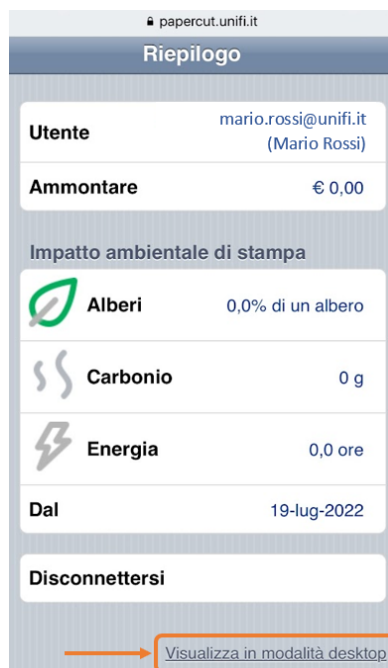 papercut.unifi.it
Riepilogo
Utente mario.rossi@unifi.it
(Mario Rossi)
Ammontare € 0,00
Impatto ambientale di stampa
Alberi 0,0% di un albero
Carbonio 0 g
Energia 0,0 ore
Dal 19-lug-2022
Disconnettersi
Visualizza in modalità desktop